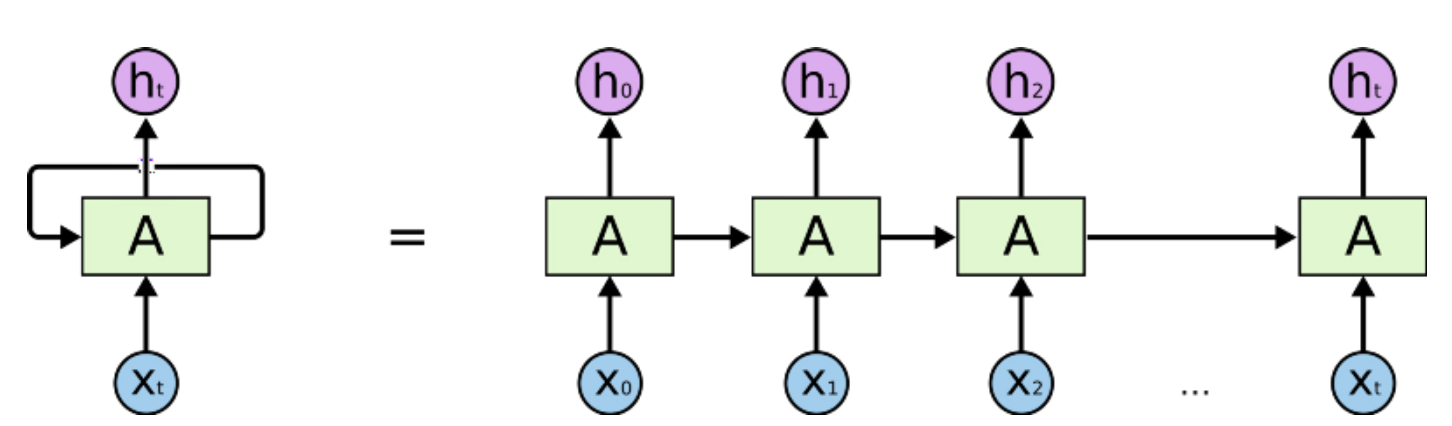 hₜ h₀ h₁ h₂ hₜ
A = A A A A
xₜ x₀ x₁ x₂ ... xₜ